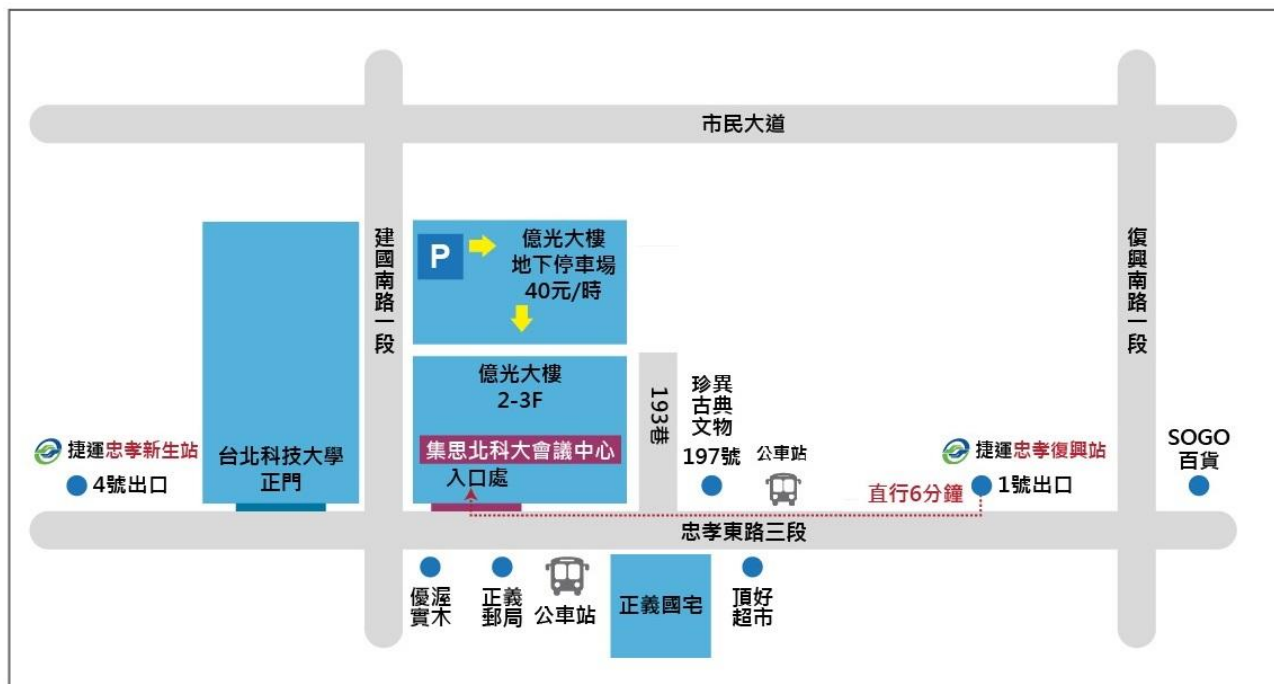 市民大道
建國南路一段
復興南路一段
P
億光大樓
地下停車場
40元/時
億光大樓
2-3F
集思北科大會議中心
入口處
193巷
珍異
古典
文物
197號
公車站
捷運忠孝新生站
4號出口
台北科技大學
正門
捷運忠孝復興站
1號出口
直行6分鐘
SOGO
百貨
忠孝東路三段
優渥
實木
正義
郵局
公車站
正義國宅
頂好
超市